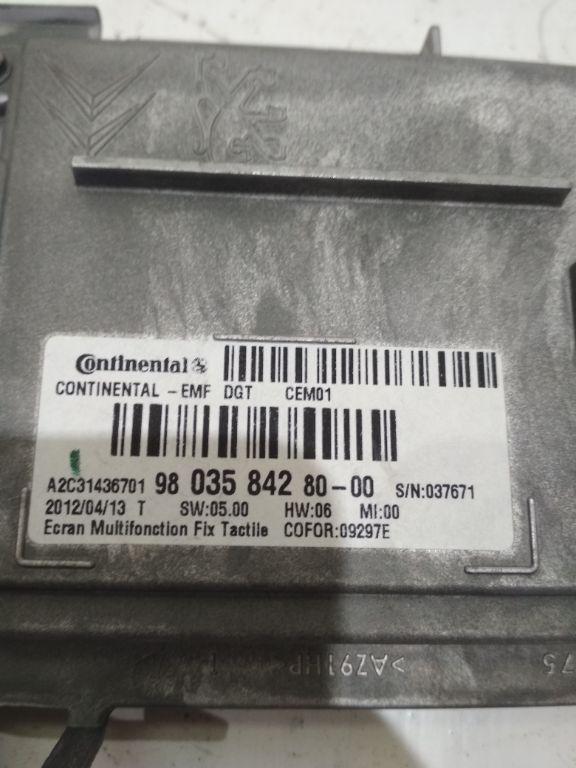 Continental
CONTINENTAL -EMF DGT CEM01
A2C31436701 98 035 842 80-00 S/N:037671
2012/04/13 T SW:05.00 HW:06 MI:00
Ecran Multifonction Fix Tactile COFOR:09297E
75